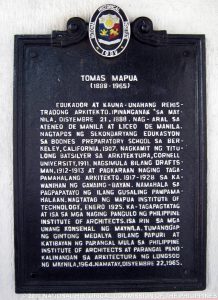 TOMAS MAPUA
(1888-1965)
EDUKADOR AT KAUNA-UNAHANG REHIS-
TRADONG ARKITEKTO. IPINANGANAK SA MAY-
NILA, DISYEMBRE 21, 1888. NAG-ARAL SA
ATENEO DE MANILA AT LICEO DE MANILA.
NAGTAPOS NG SEKONDARYANG EDUKASYON
SA BOONES PREPARATORY SCHOOL SA BER-
KELEY, CALIFORNIA, 1907. NAGKAMIT NG TITU-
LONG BATSILYER SA ARKITEKTURA, CORNELL
UNIVERSITY, 1911. NAGSIMULA BILANG DRAFTS-
MAN, 1912-1913 AT PAGKARAAN NAGING TAGA-
PAMAHALANG ARKITEKTO, 1917-1928 SA KA-
WANIHAN NG GAWAING-BAYAN. NAMAHALA SA
PAGPAPATAYO NG ILANG GUSALING PAMPAMA-
HALAAN. NAGTATAG NG MAPUA INSTITUTE OF
TECHNOLOGY, ENERO 1925. KA-TAGAPAGTATAG
AT ISA SA MGA NAGING PANGULO NG PHILIPPINE
INSTITUTE OF ARCHITECTS. ISA RIN SA MGA
UNANG KONSEHAL NG MAYNILA. TUMANGGAP
NG GINTONG MEDALYA BILANG PAPURI AT
KATIBAYAN NG PARANGAL MULA SA PHILIPPINE
INSTITUTE OF ARCHITECTS AT PARANGAL PANG-
KALINANGAN SA ARKITEKTURA NG LUNGSOD
NG MAYNILA, 1964. NAMATAY, DISYEMBRE 22, 1965.